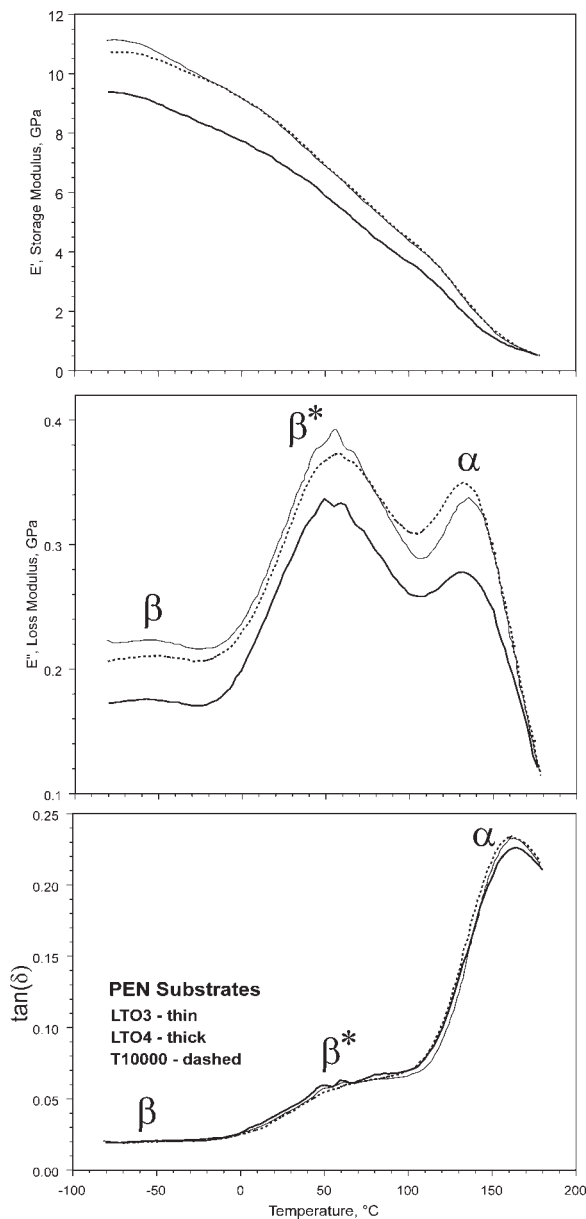 12
10
8
6
4
2
0
E', Storage Modulus, GPa
0.4
0.3
0.2
0.1
E", Loss Modulus, GPa
β
β*
α
0.25
0.20
0.15
0.10
0.05
0.00
tan(δ)
α
PEN Substrates
LTO3 - thin
LTO4 - thick
T10000 - dashed
β*
β
-100 -50 0 50 100 150 200
Temperature, °C